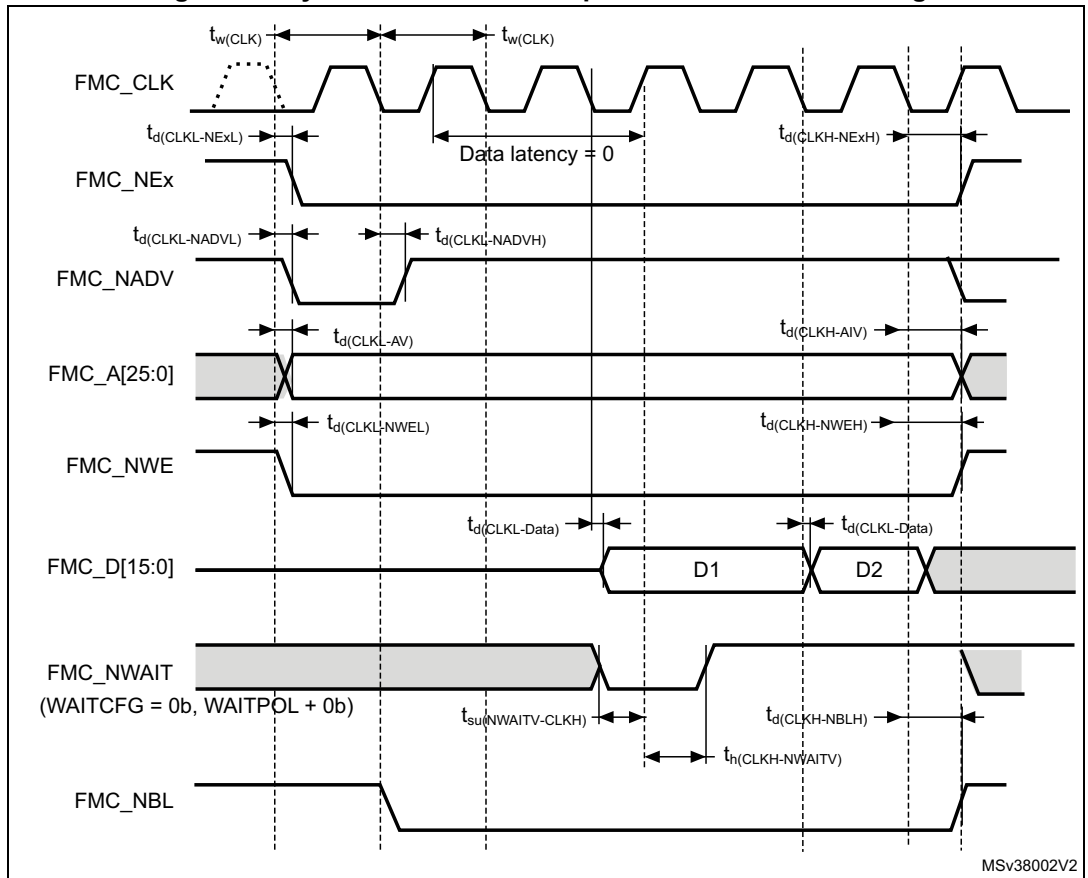 tw(CLK) tw(CLK)
FMC_CLK
td(CLKL-NExL) Data latency = 0 td(CLKH-NExH)
FMC_NEx
td(CLKL-NADVL) td(CLKL-NADVH)
FMC_NADV
td(CLKL-AV) td(CLKH-AIV)
FMC_A[25:0]
td(CLKL-NWEL) td(CLKH-NWEH)
FMC_NWE
td(CLKL-Data) td(CLKL-Data)
FMC_D[15:0] D1 D2
FMC_NWAIT
(WAITCFG = 0b, WAITPOL + 0b)
tsu(NWAITV-CLKH) td(CLKH-NBLH)
th(CLKH-NWAITV)
FMC_NBL
MSv38002V2